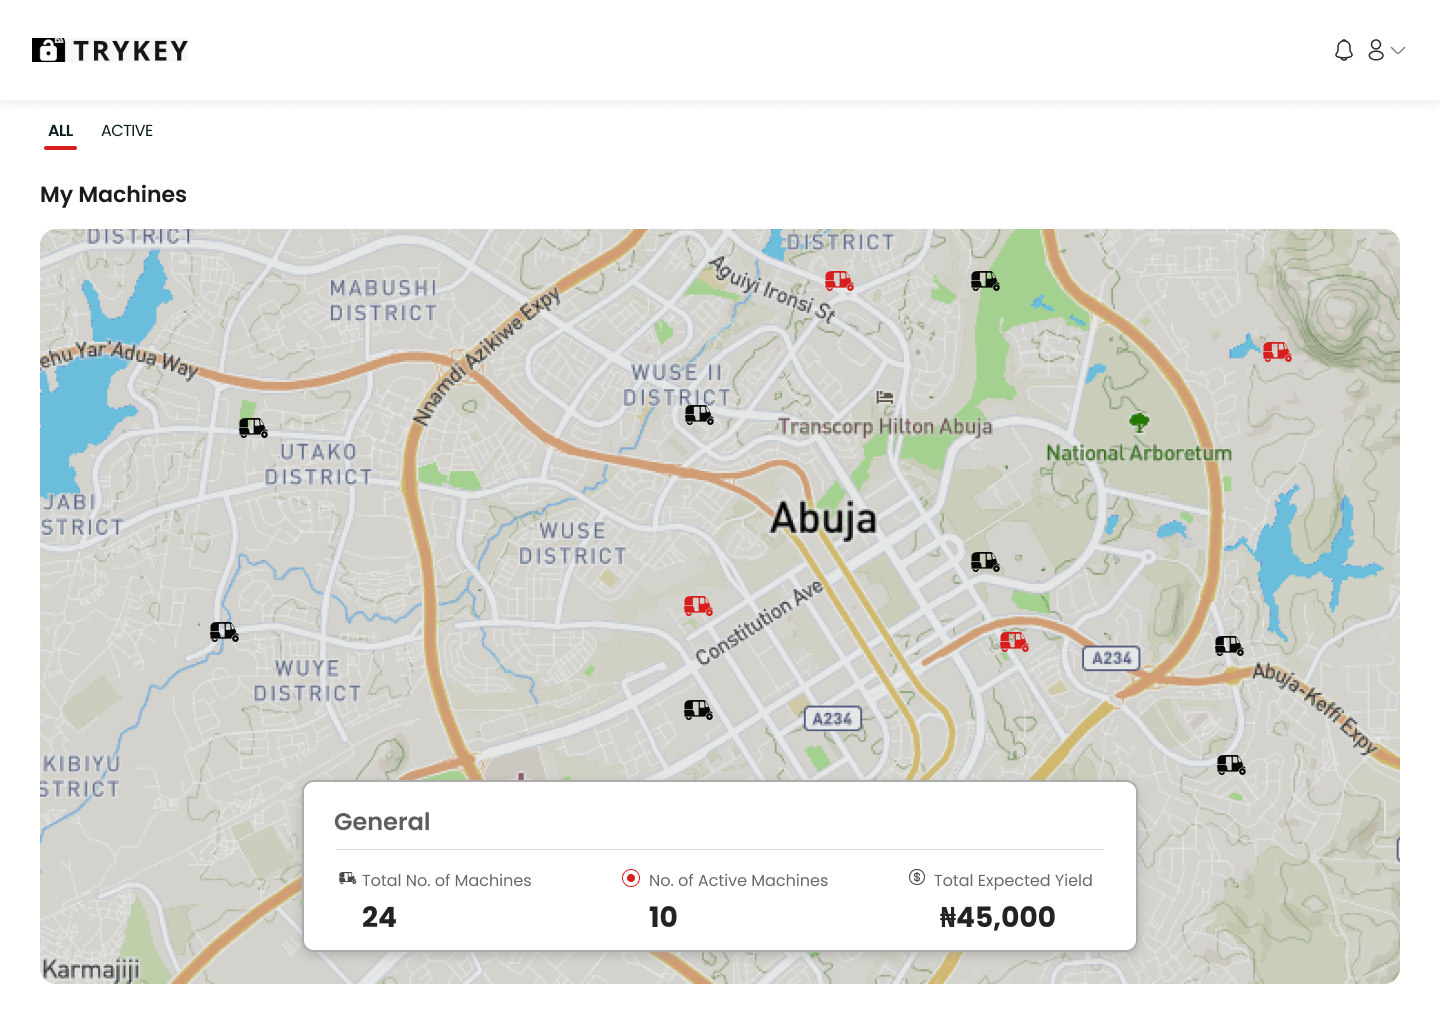 TRYKEY
ALL
ACTIVE
My Machines
DISTRICT
DISTRICT
MABUSHI
DISTRICT
Aguiyi Ironsi St
Nnamdi Azikiwe Expy
ehu Yar'Adua Way
WUSE II
DISTRICT
Transcorp Hilton Abuja
National Arboretum
UTAKO
DISTRICT
JABI
STRICT
Abuja
WUSE
DISTRICT
Constitution Ave
WUYE
DISTRICT
A234
A234
Abuja-Keffi Expy
KIBIYU
STRICT
General
Total No. of Machines
24
No. of Active Machines
10
Total Expected Yield
₦45,000
Karmajiji